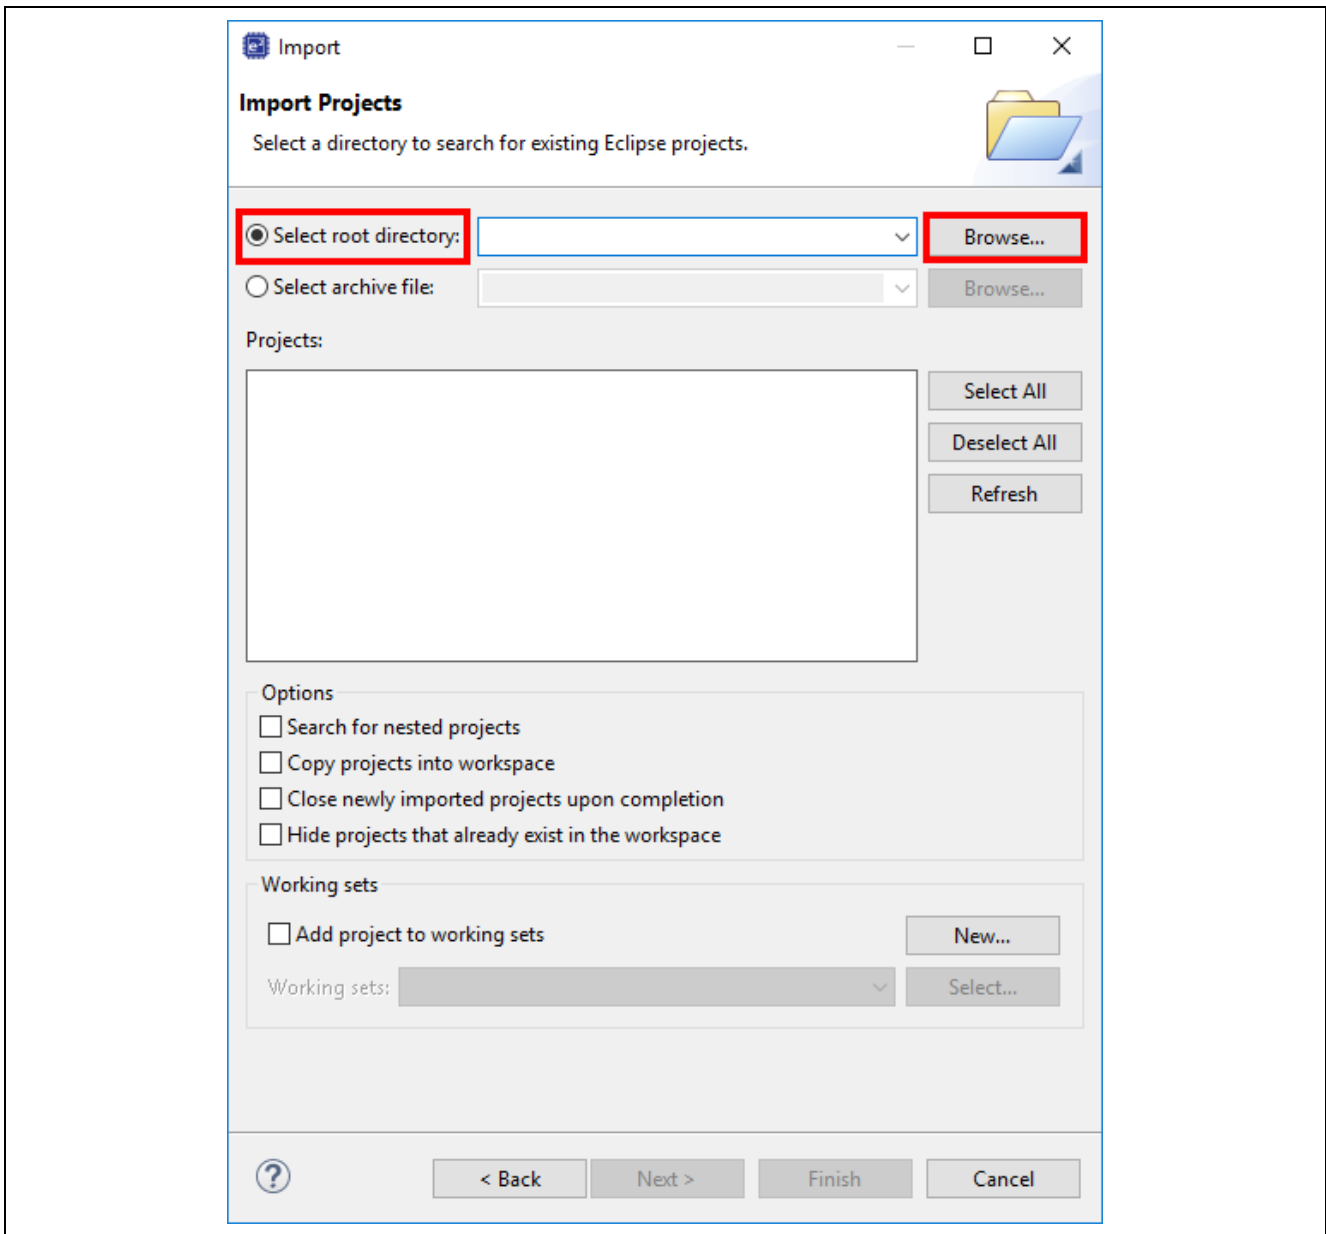 e²
Import
Import Projects
Select a directory to search for existing Eclipse projects.
Select root directory:
Browse...
Select archive file:
Browse...
Projects:
Select All
Deselect All
Refresh
Options
Search for nested projects
Copy projects into workspace
Close newly imported projects upon completion
Hide projects that already exist in the workspace
Working sets
Add project to working sets
New...
Working sets:
Select...
?
< Back
Next >
Finish
Cancel